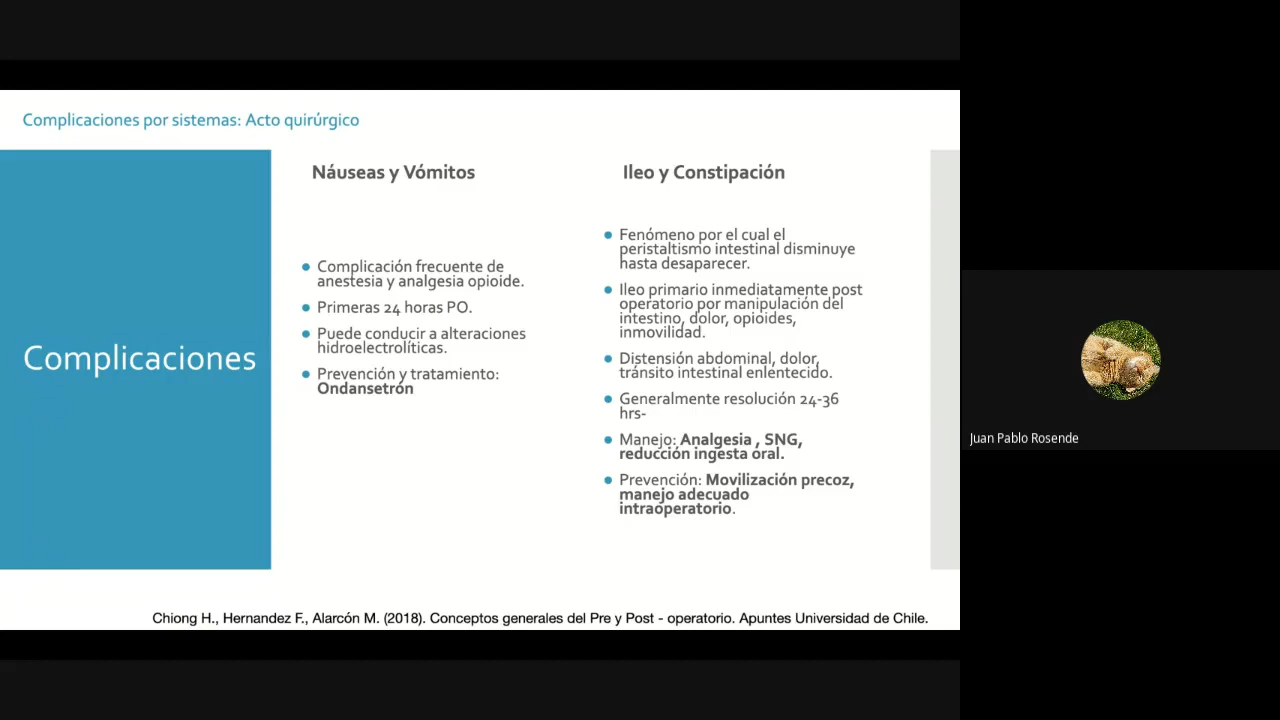 Complicaciones por sistemas: Acto quirúrgico
Complicaciones
Náuseas y Vómitos
Complicación frecuente de
anestesia y analgesia opioide.
Primeras 24 horas PO.
Puede conducir a alteraciones
hidroelectrolíticas.
Prevención y tratamiento:
Ondansetrón
Ileo y Constipación
Fenómeno por el cual el
peristaltismo intestinal disminuye
hasta desaparecer.
Ileo primario inmediatamente post
operatorio por manipulación del
intestino, dolor, opioides,
inmovilidad.
Distensión abdominal, dolor,
tránsito intestinal enlentecido.
Generalmente resolución 24-36
hrs-
Manejo: Analgesia , SNG,
reducción ingesta oral.
Prevención: Movilización precoz,
manejo adecuado
intraoperatorio.
Chiong H., Hernandez F., Alarcón M. (2018). Conceptos generales del Pre y Post - operatorio. Apuntes Universidad de Chile.
Juan Pablo Rosende